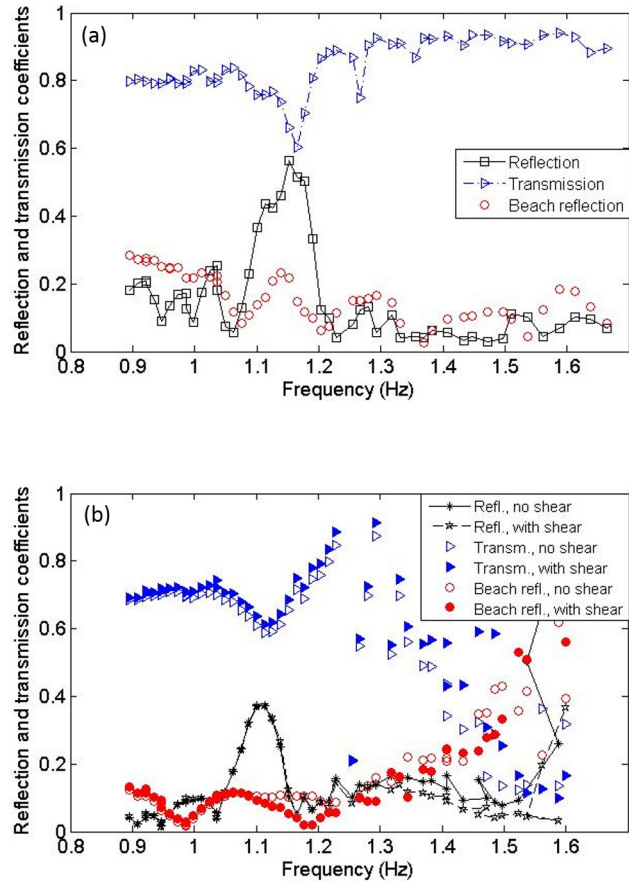 (a)
Reflection and transmission coefficients
1
0.8
0.6
0.4
0.2
0
Reflection
Transmission
Beach reflection
0.8 0.9 1 1.1 1.2 1.3 1.4 1.5 1.6 1.7
Frequency (Hz)
(b)
Reflection and transmission coefficients
1
0.8
0.6
0.4
0.2
0
Refl., no shear
Refl., with shear
Transm., no shear
Transm., with shear
Beach refl., no shear
Beach refl., with shear
0.8 0.9 1 1.1 1.2 1.3 1.4 1.5 1.6 1.7
Frequency (Hz)